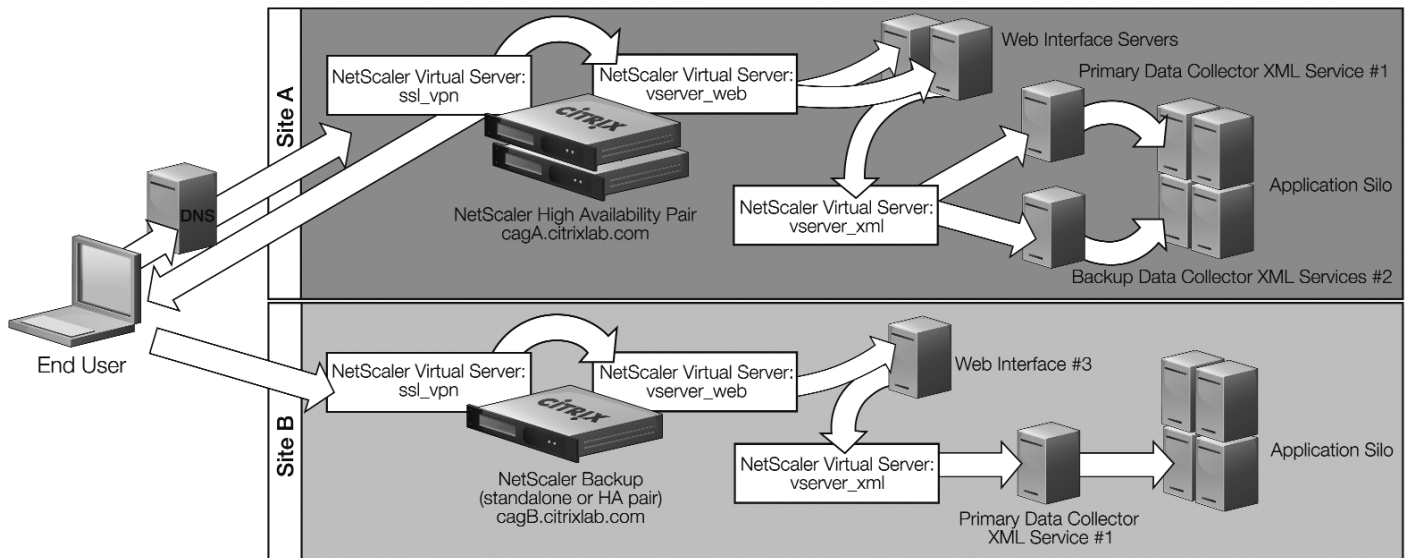 Site A
NetScaler Virtual Server:
ssl_vpn
NetScaler Virtual Server:
vserver_web
Web Interface Servers
Primary Data Collector XML Service #1
CITRIX
NetScaler High Availability Pair
cagA.citrixlab.com
NetScaler Virtual Server:
vserver_xml
Application Silo
Backup Data Collector XML Services #2
DNS
End User
Site B
NetScaler Virtual Server:
ssl_vpn
NetScaler Virtual Server:
vserver_web
Web Interface #3
CITRIX
NetScaler Backup
(standalone or HA pair)
cagB.citrixlab.com
NetScaler Virtual Server:
vserver_xml
Primary Data Collector
XML Service #1
Application Silo